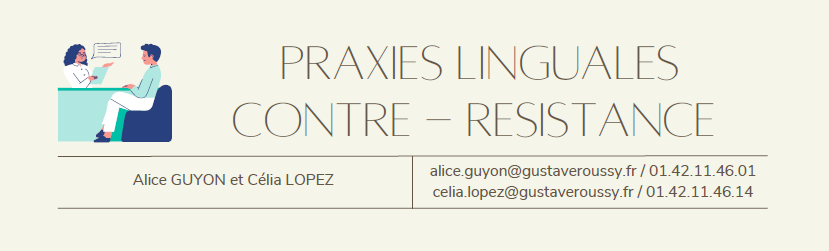 PRAXIES LINGUALES
CONTRE – RESISTANCE
Alice GUYON et Célia LOPEZ
alice.guyon@gustaveroussy.fr / 01.42.11.46.01
celia.lopez@gustaveroussy.fr / 01.42.11.46.14